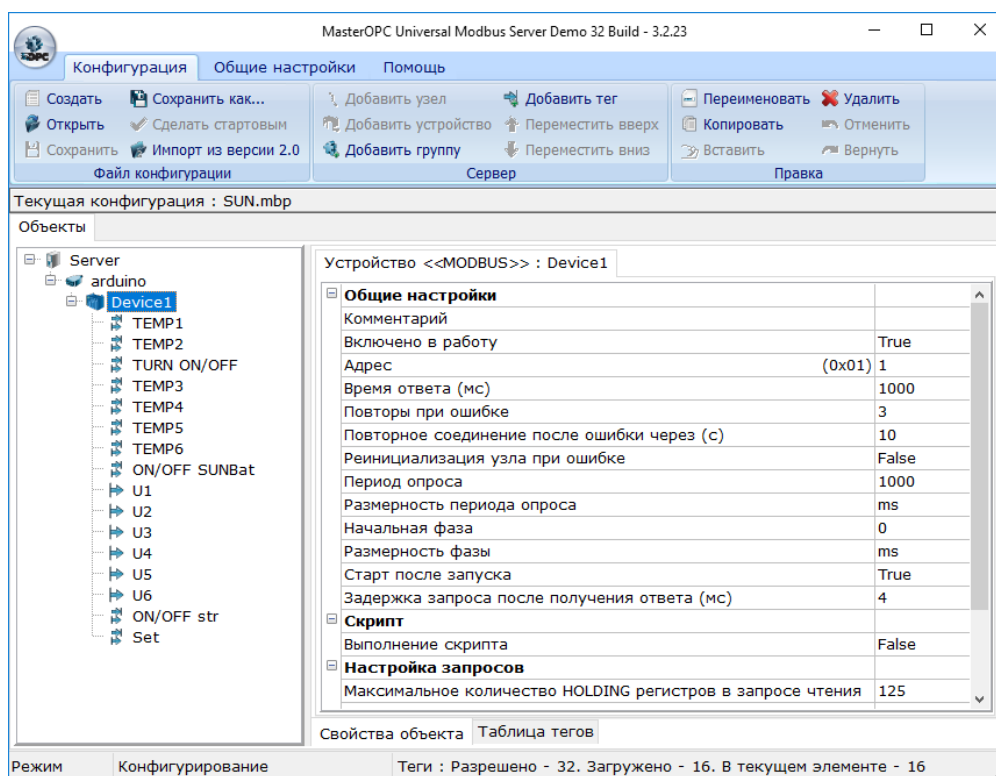 MasterOPC Universal Modbus Server Demo 32 Build - 3.2.23
Конфигурация Общие настройки Помощь
Создать Сохранить как... Добавить узел Добавить тег Переименовать Удалить
Открыть Сделать стартовым Добавить устройство Переместить вверх Копировать Отменить
Сохранить Импорт из версии 2.0 Добавить группу Переместить вниз Вставить Вернуть
Файл конфигурации Сервер Правка
Текущая конфигурация : SUN.mbp
Объекты
Server
arduino
Device1
TEMP1
TEMP2
TURN ON/OFF
TEMP3
TEMP4
TEMP5
TEMP6
ON/OFF SUNBat
U1
U2
U3
U4
U5
U6
ON/OFF str
Set
Устройство <<MODBUS>> : Device1
Общие настройки
Комментарий
Включено в работу True
Адрес (0x01) 1
Время ответа (мс) 1000
Повторы при ошибке 3
Повторное соединение после ошибки через (с) 10
Реинициализация узла при ошибке False
Период опроса 1000
Размерность периода опроса ms
Начальная фаза 0
Размерность фазы ms
Старт после запуска True
Задержка запроса после получения ответа (мс) 4
Скрипт
Выполнение скрипта False
Настройка запросов
Максимальное количество HOLDING регистров в запросе чтения 125
Свойства объекта Таблица тегов
Режим Конфигурирование Теги : Разрешено - 32. Загружено - 16. В текущем элементе - 16